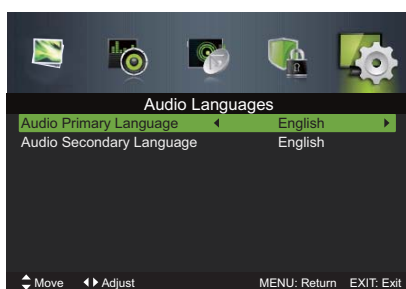 Audio Languages
Audio Primary Language English
Audio Secondary Language English
Move Adjust MENU: Return EXIT: Exit